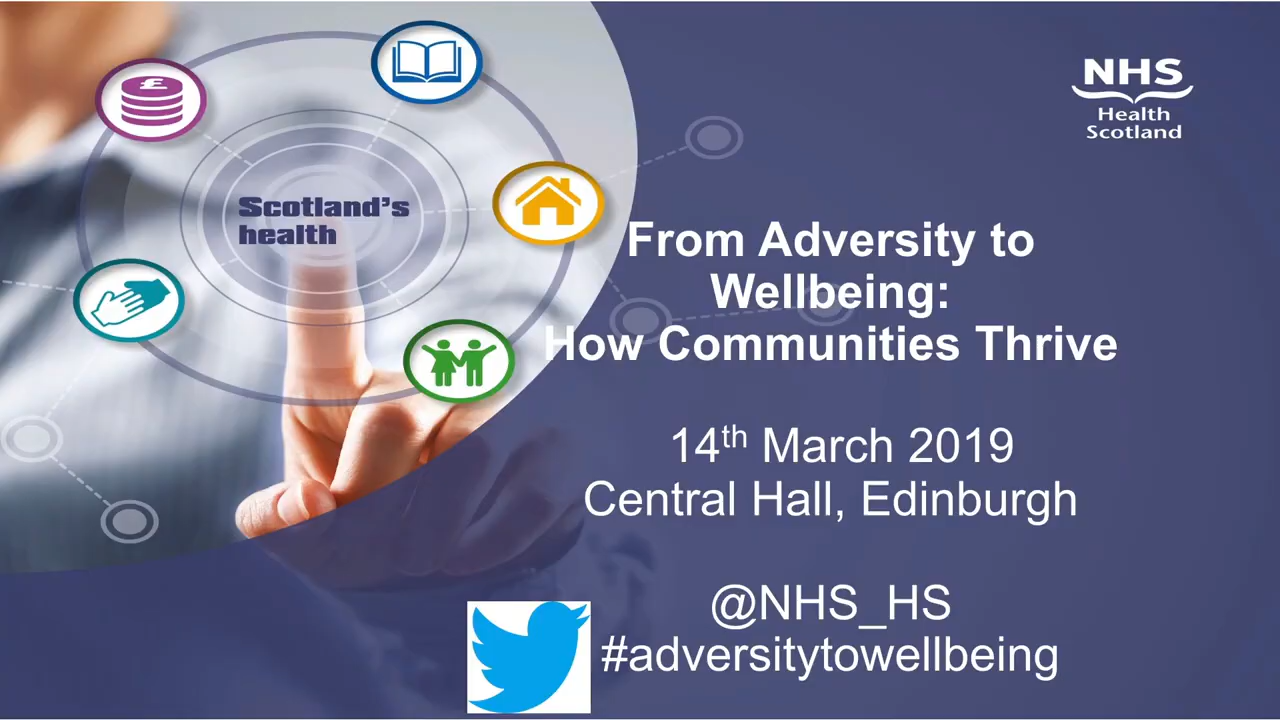 NHS
Health
Scotland
£
Scotland's
health
From Adversity to
Wellbeing:
How Communities Thrive
14th March 2019
Central Hall, Edinburgh
@NHS_HS
#adversitytowellbeing